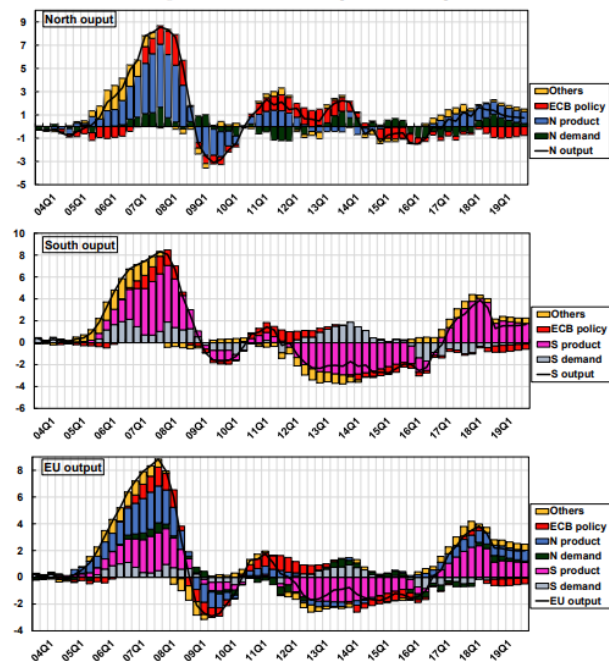 North ouput
11
9
7
5
3
1
-1
-3
-5
04Q1 05Q1 06Q1 07Q1 08Q1 09Q1 10Q1 11Q1 12Q1 13Q1 14Q1 15Q1 16Q1 17Q1 18Q1 19Q1
Others
ECB policy
N product
N demand
N output
South ouput
10
8
6
4
2
0
-2
-4
-6
04Q1 05Q1 06Q1 07Q1 08Q1 09Q1 10Q1 11Q1 12Q1 13Q1 14Q1 15Q1 16Q1 17Q1 18Q1 19Q1
Others
ECB policy
S product
S demand
S output
EU output
8
6
4
2
0
-2
-4
04Q1 05Q1 06Q1 07Q1 08Q1 09Q1 10Q1 11Q1 12Q1 13Q1 14Q1 15Q1 16Q1 17Q1 18Q1 19Q1
Others
ECB policy
N product
N demand
S product
S demand
EU output